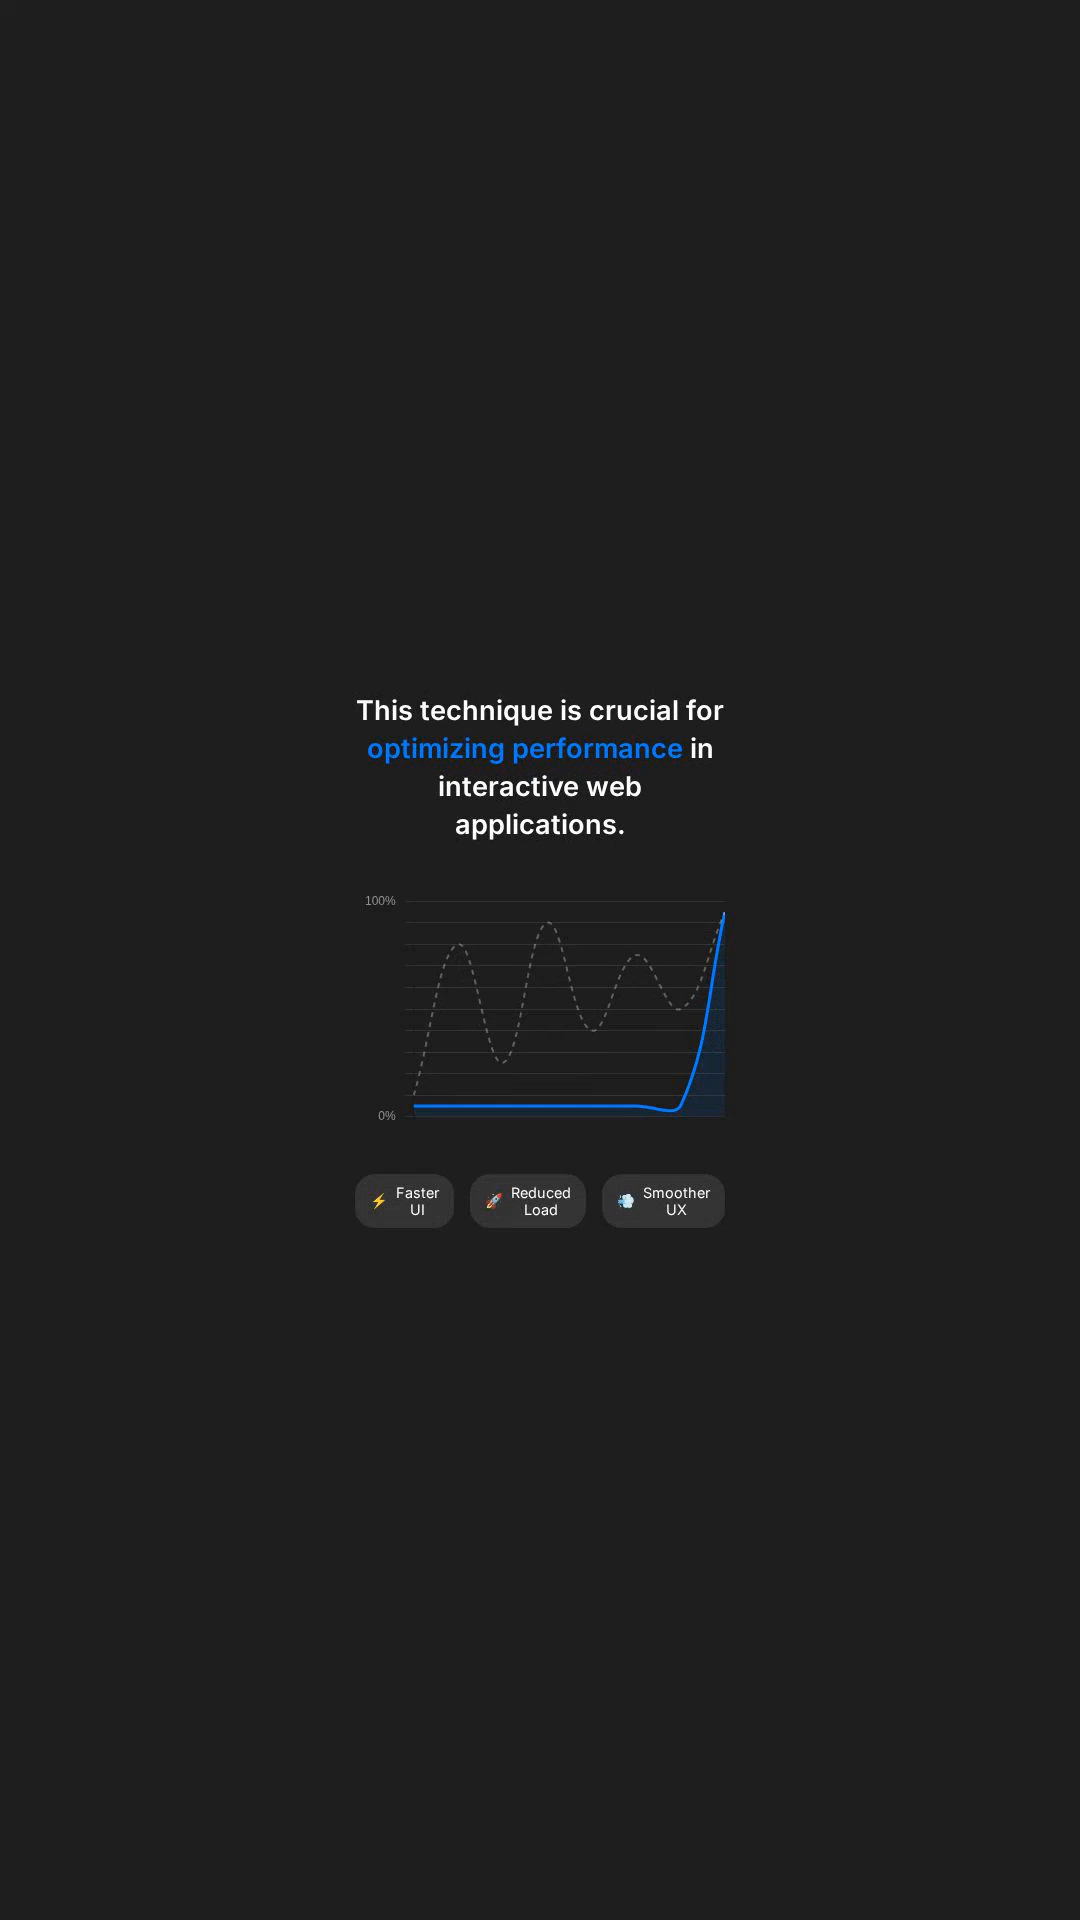 This technique is crucial for
optimizing performance in
interactive web
applications.
100%
0%
⚡ Faster
UI
🚀 Reduced
Load
💨 Smoother
UX